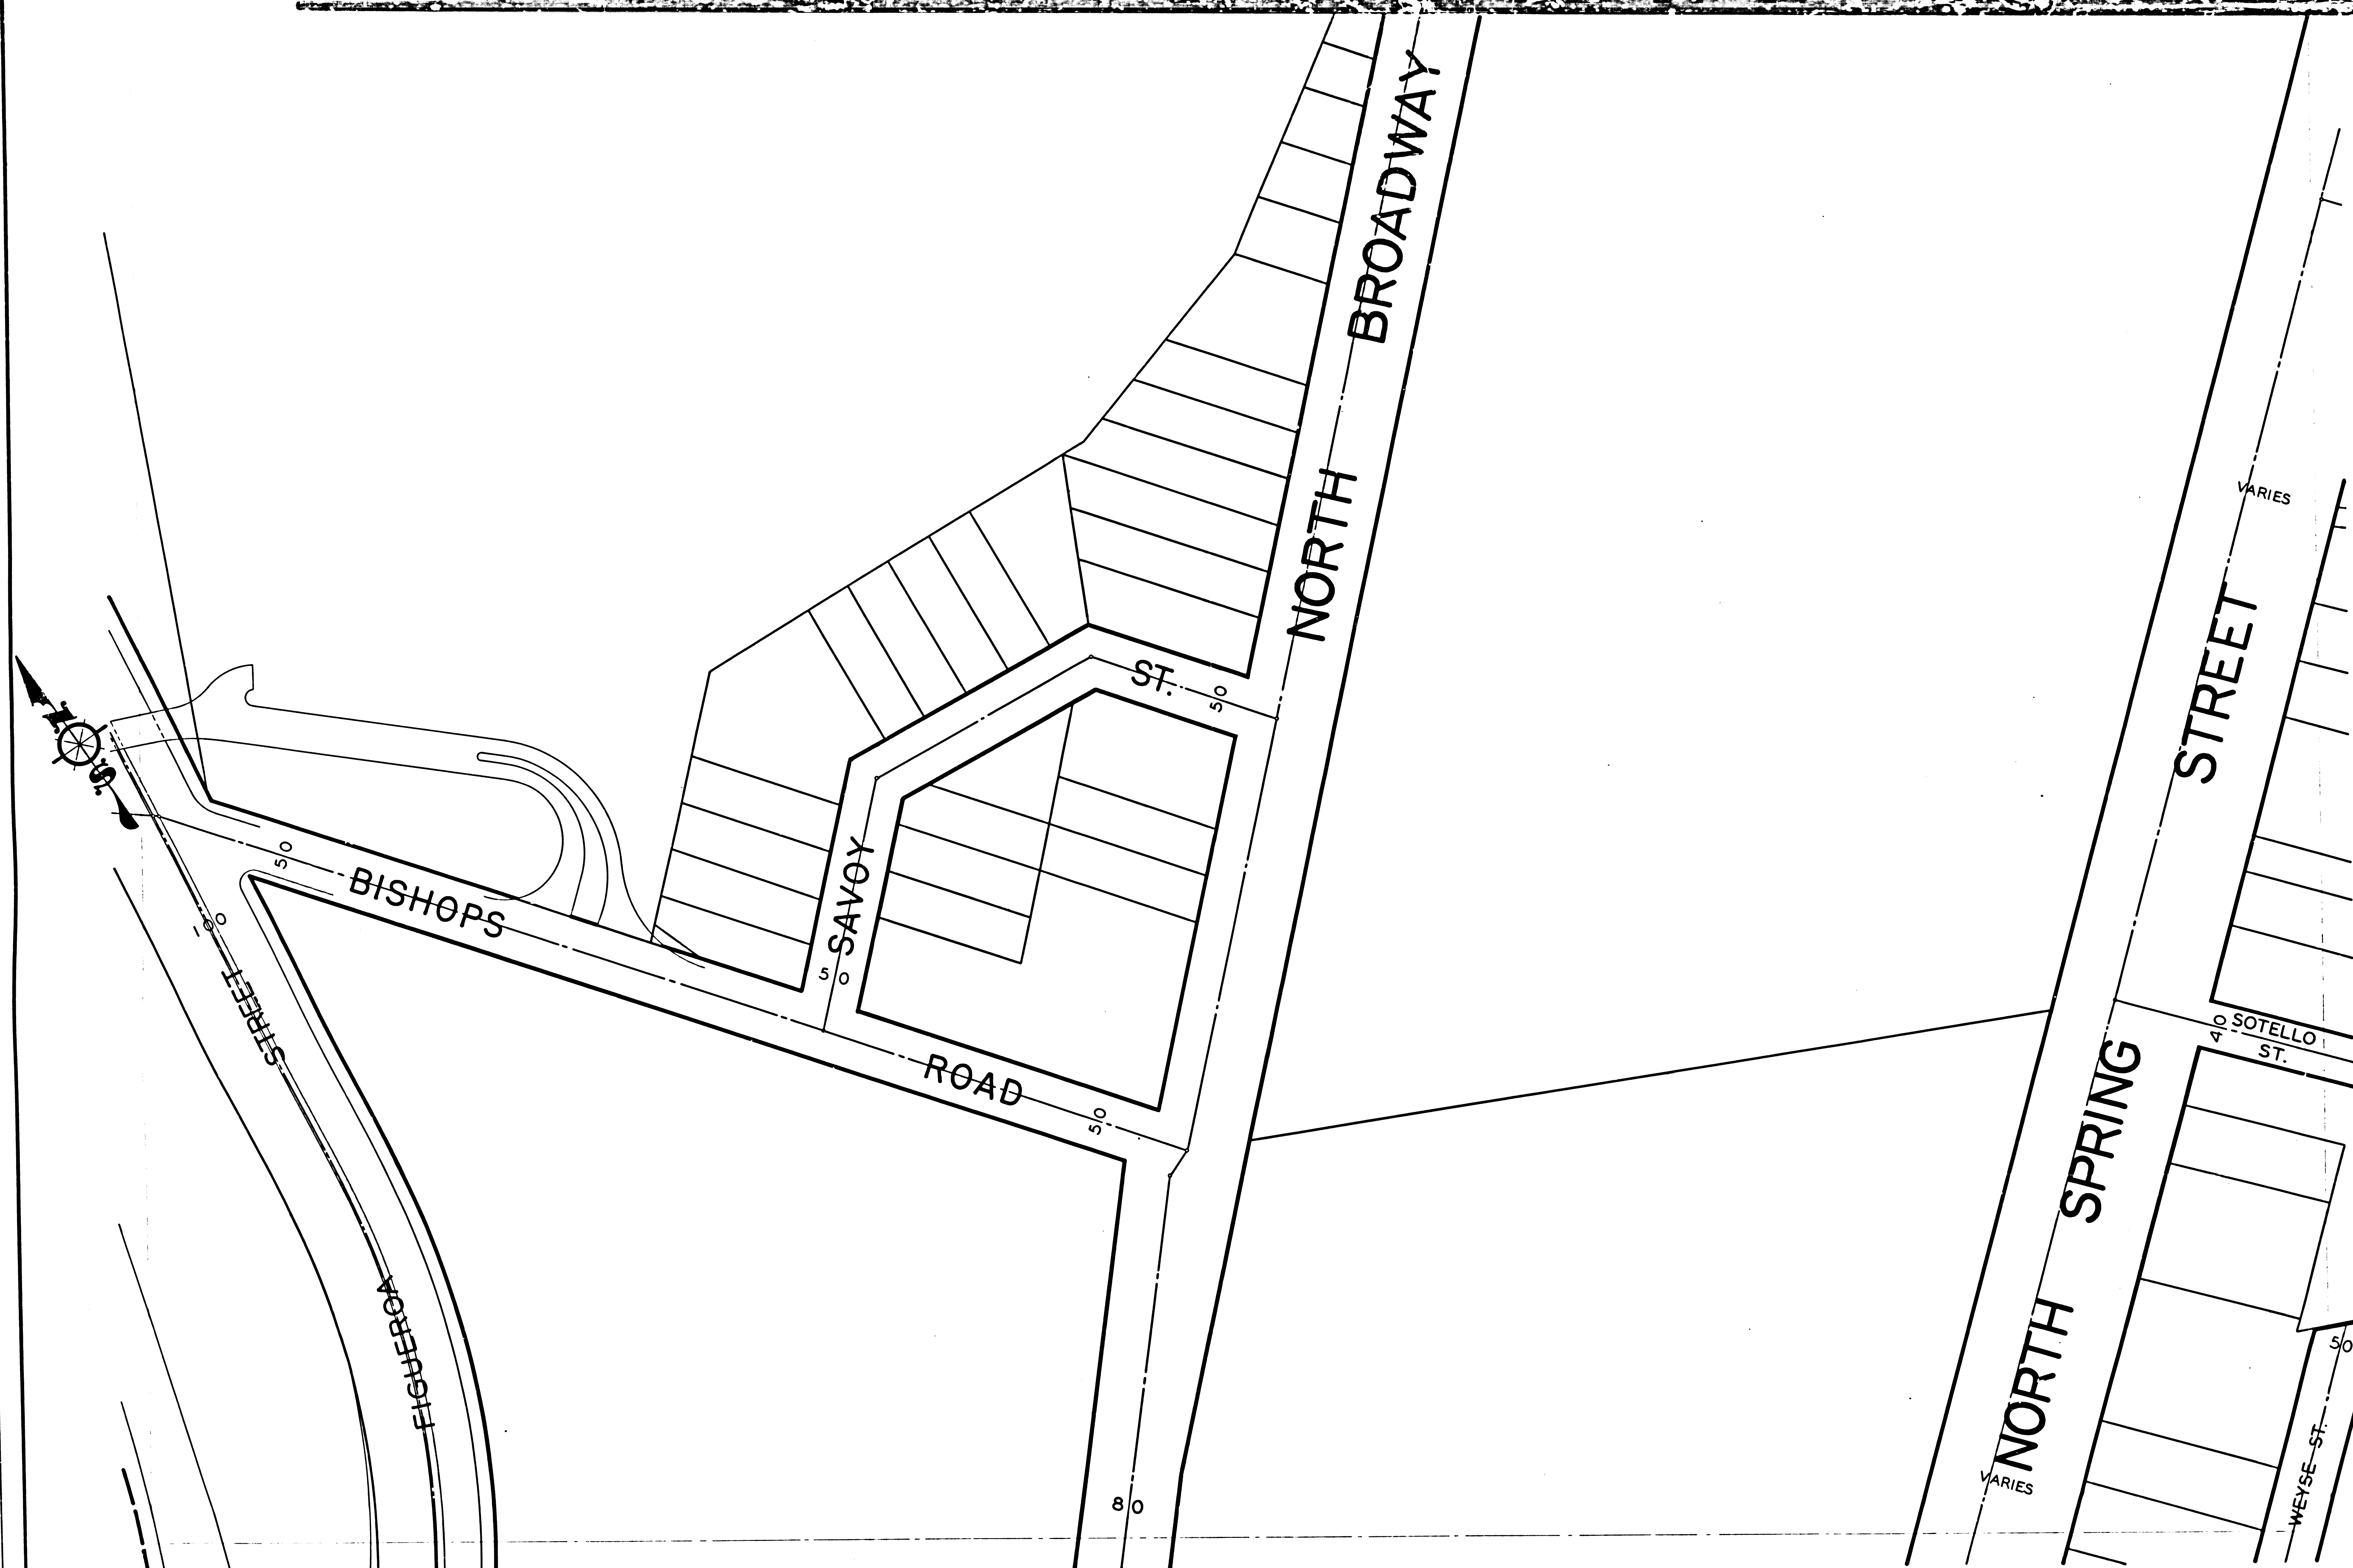 NORTH BROADWAY
VARIES
NORTH SPRING STREET
VARIES
SAVOY ST.
50
50
BISHOPS ROAD
50
50
N.
S.
FIGUEROA STREET
80
SOTELLO
ST.
40
50
WEYSE ST.